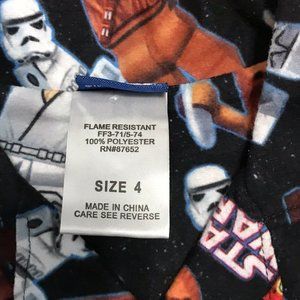 FLAME RESISTANT
FF3-71/5-74
100% POLYESTER
RN#87652
SIZE 4
MADE IN CHINA
CARE SEE REVERSE
STAR
WARS